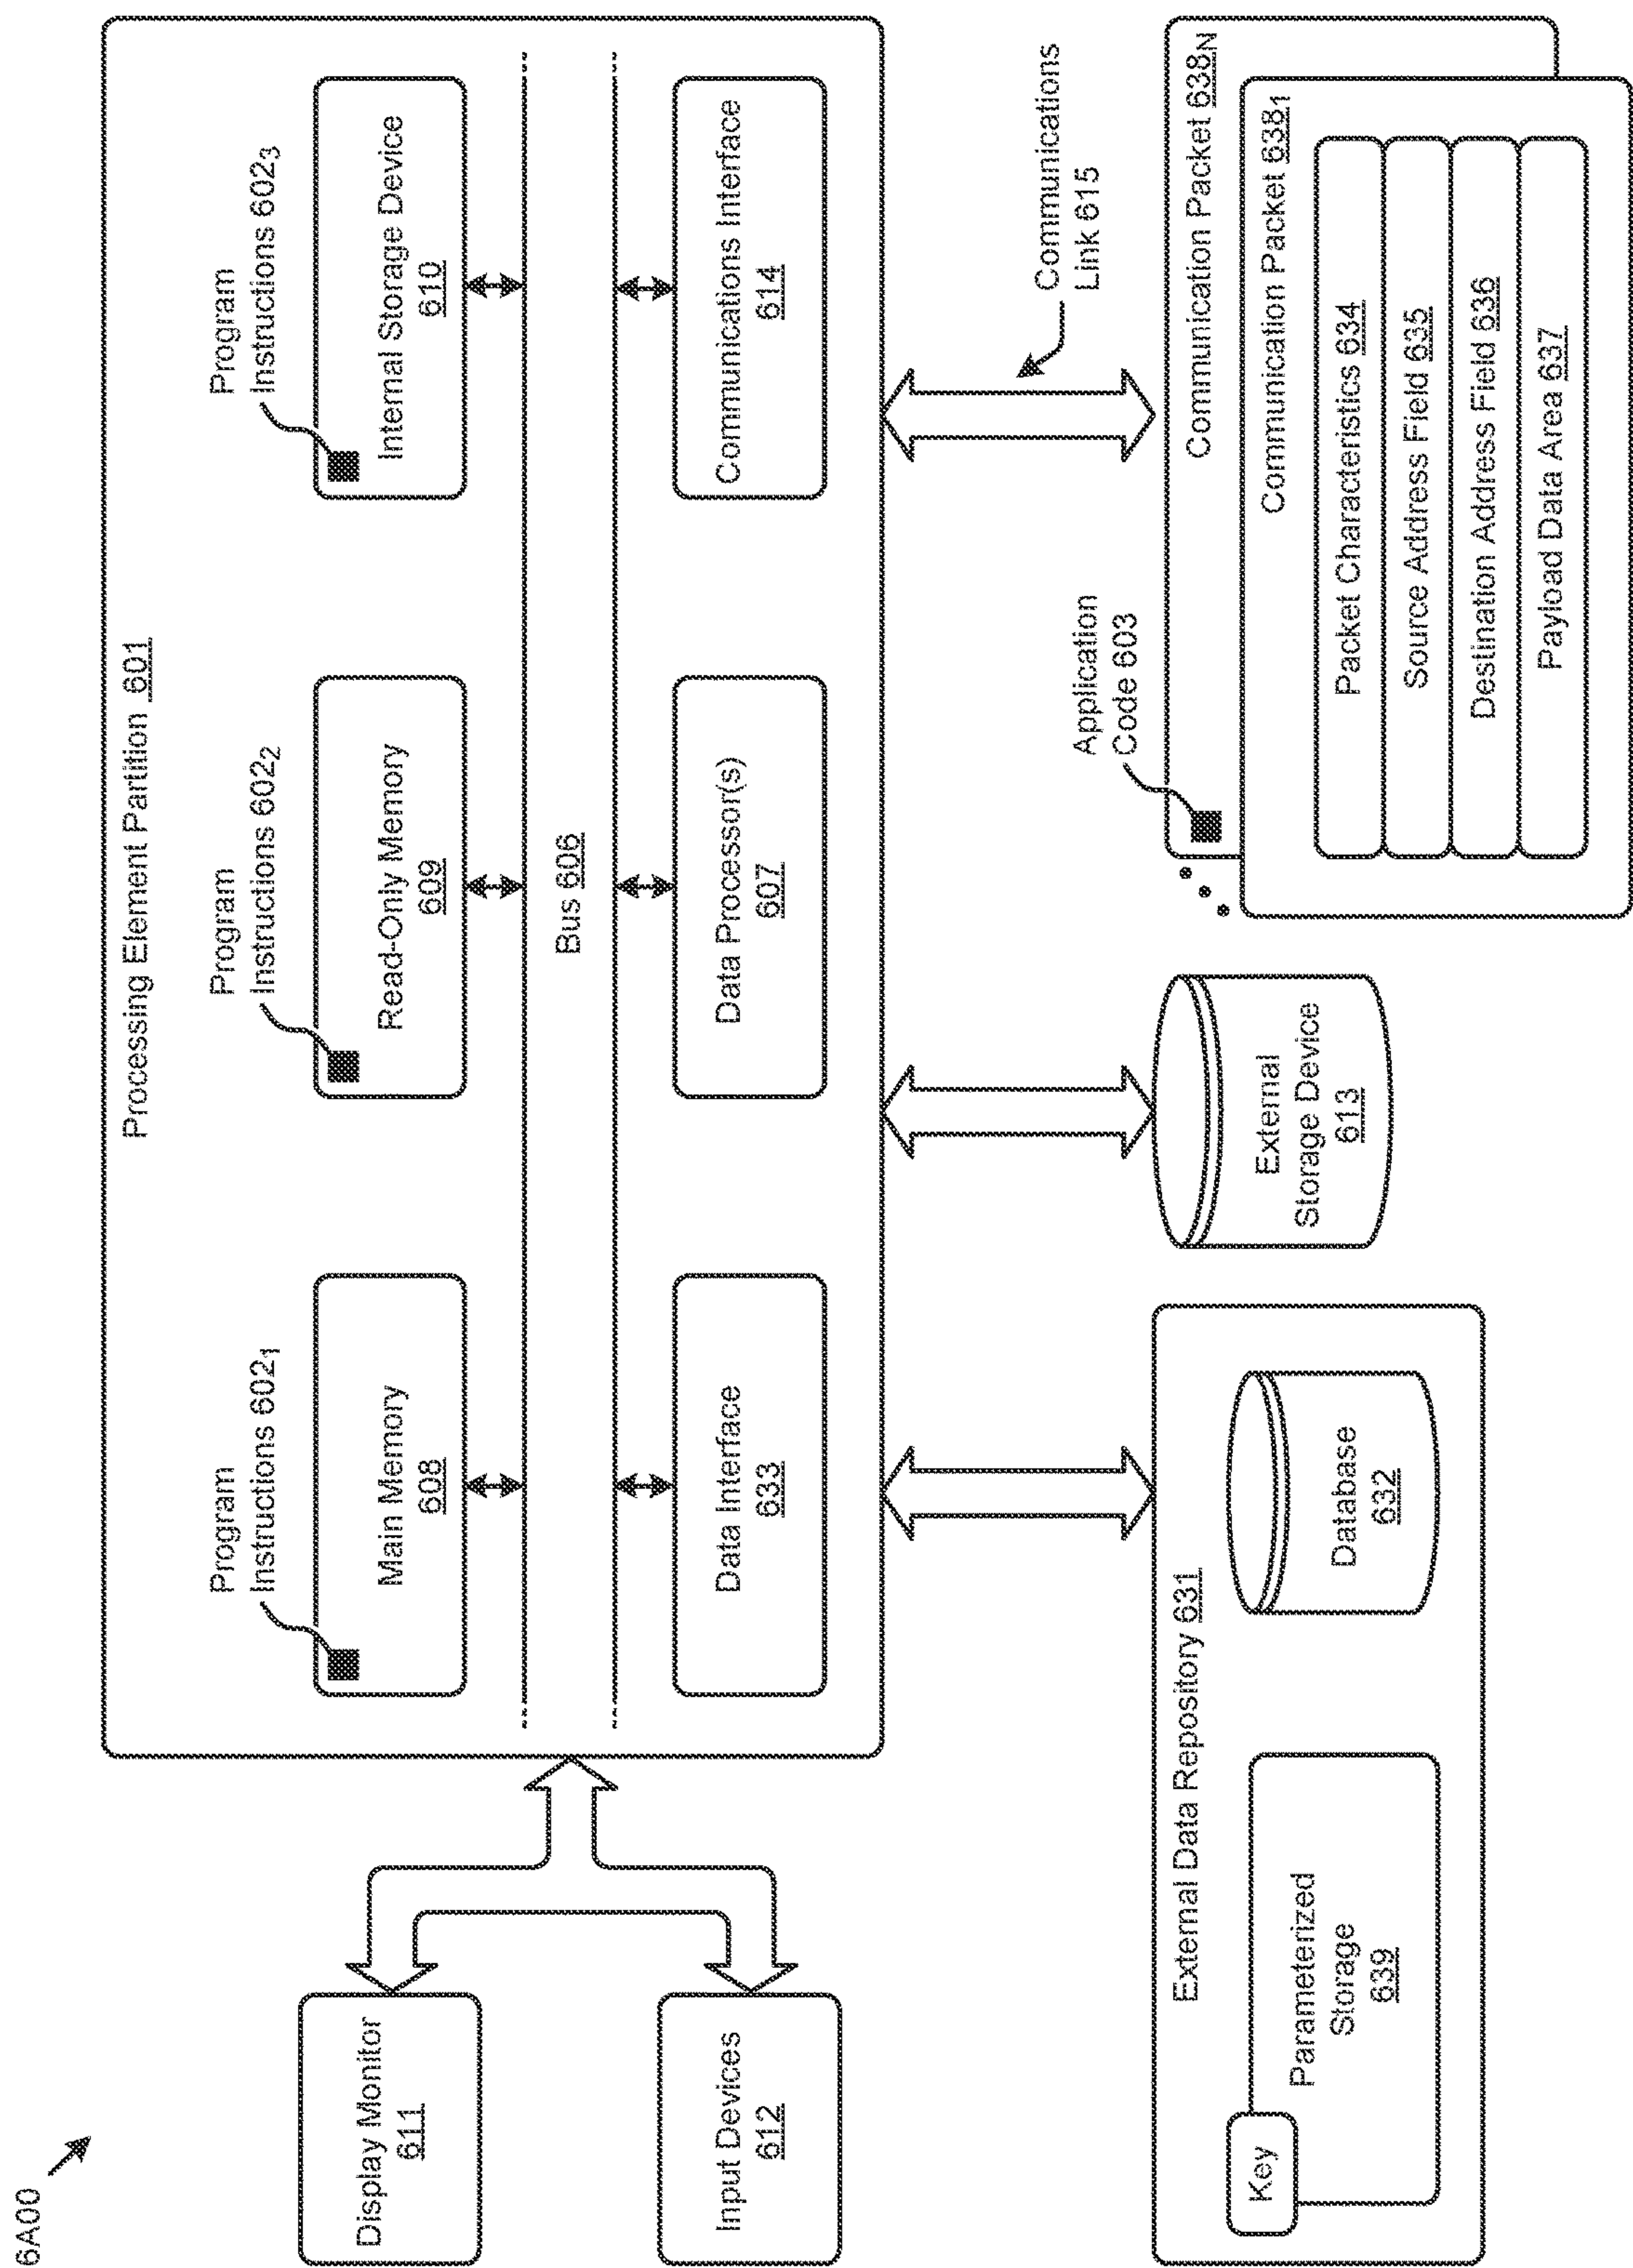 6A00
Processing Element Partition 601
Program
Instructions 602₁
Program
Instructions 602₂
Program
Instructions 602₃
Main Memory
608
Read-Only Memory
609
Internal Storage Device
610
Display Monitor
611
Bus 606
Input Devices
612
Data Interface
633
Data Processor(s)
607
Communications Interface
614
Communications
Link 615
Application
Code 603
External Data Repository 631
Key
Parameterized
Storage
639
Database
632
External
Storage Device
613
Communication Packet 638N
Communication Packet 638₁
Packet Characteristics 634
Source Address Field 635
Destination Address Field 636
Payload Data Area 637